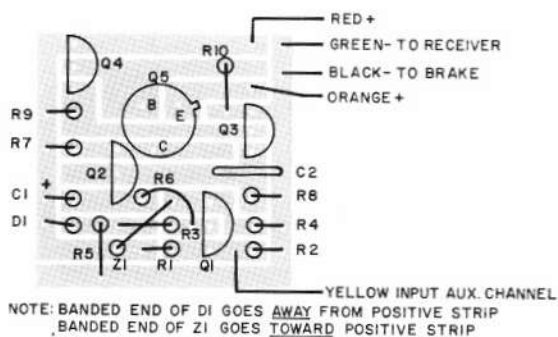 RED +
R10
GREEN- TO RECEIVER
Q4
Q5
BLACK- TO BRAKE
B
E
ORANGE +
R9
Q3
R7
C
Q2
C2
R6
C1 +
R8
D1
R3
R4
R5
Z1
R1
Q1
R2
YELLOW INPUT AUX. CHANNEL
NOTE: BANDED END OF D1 GOES AWAY FROM POSITIVE STRIP
BANDED END OF Z1 GOES TOWARD POSITIVE STRIP